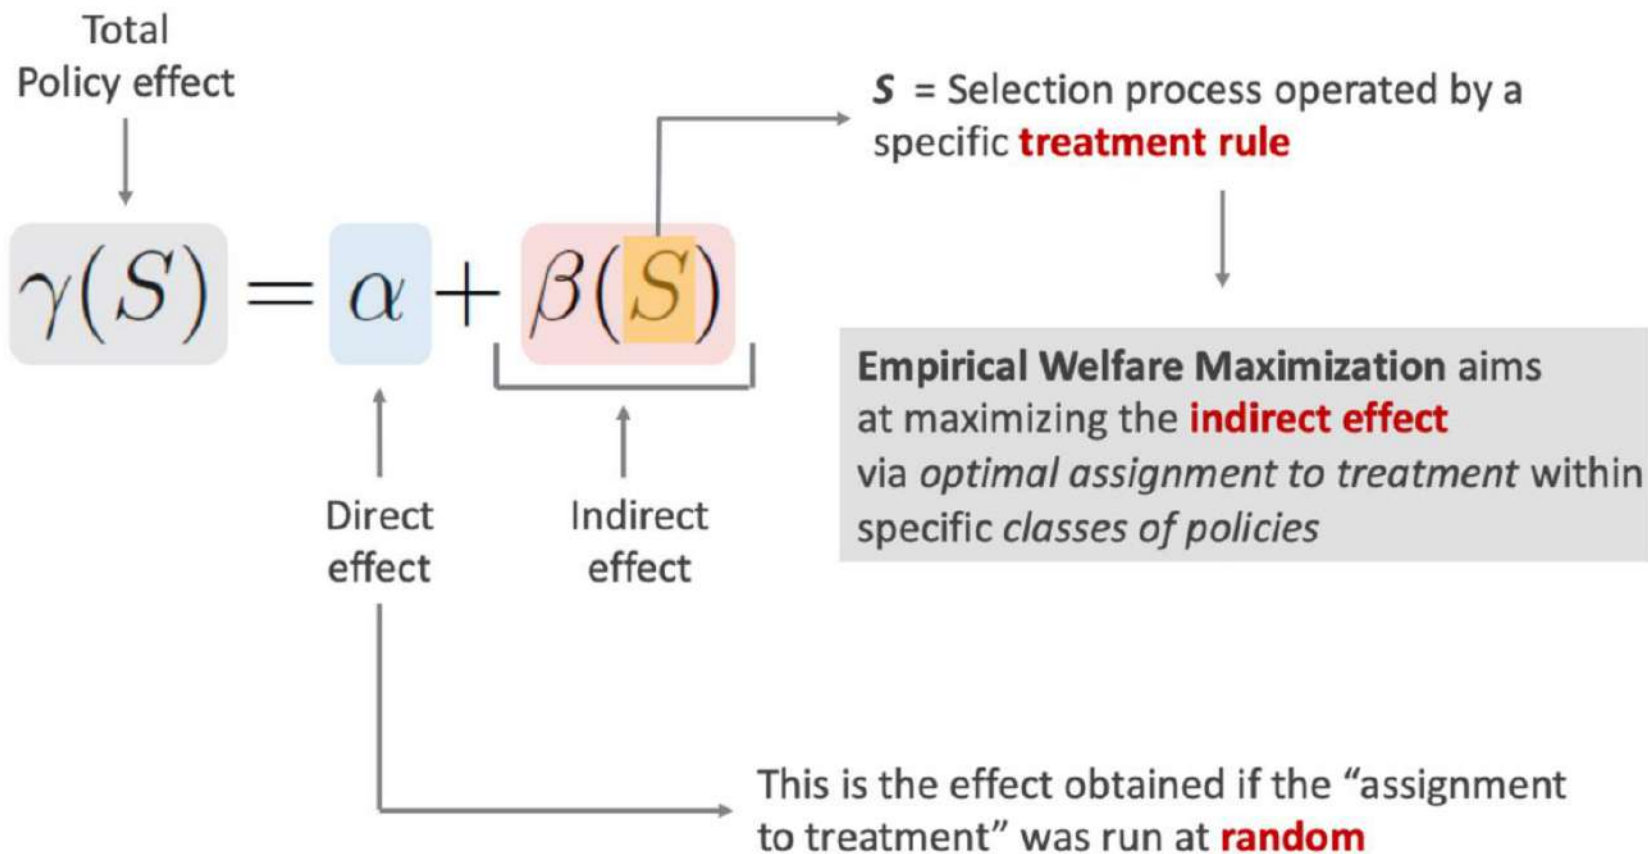 Total
Policy effect
S = Selection process operated by a
specific treatment rule
γ(S) = α + β(S)
Empirical Welfare Maximization aims
at maximizing the indirect effect
via optimal assignment to treatment within
specific classes of policies
Direct
effect
Indirect
effect
This is the effect obtained if the “assignment
to treatment” was run at random